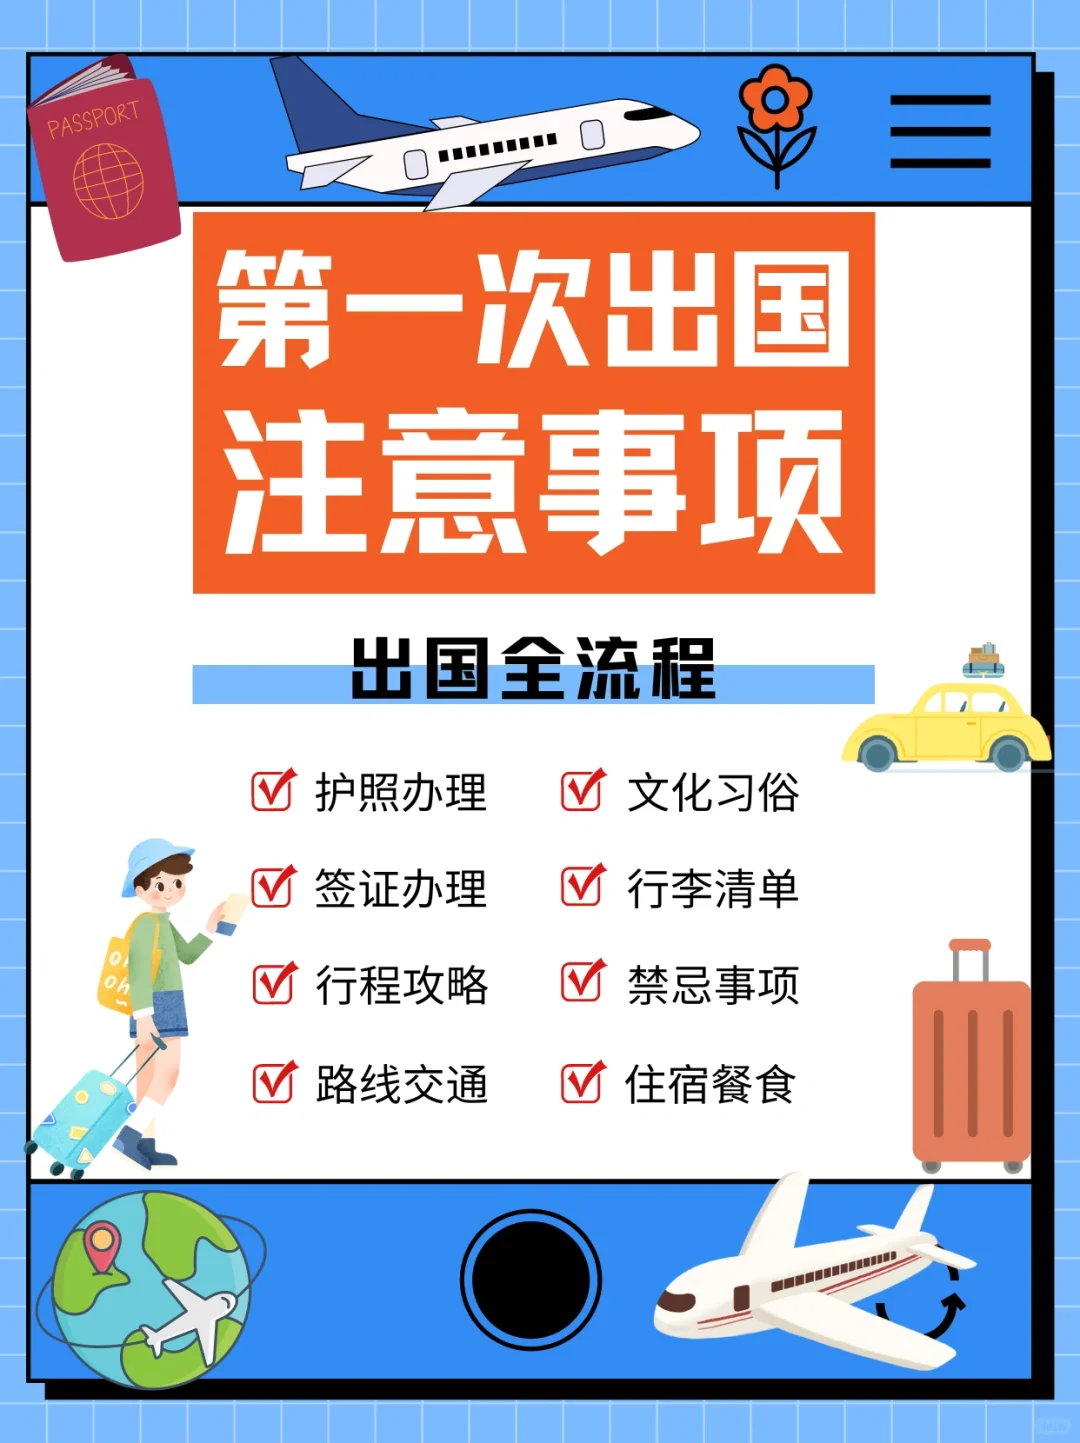 PASSPORT
第一次出国
注意事项
出国全流程
护照办理
文化习俗
签证办理
行李清单
行程攻略
禁忌事项
路线交通
住宿餐食
oh
oh